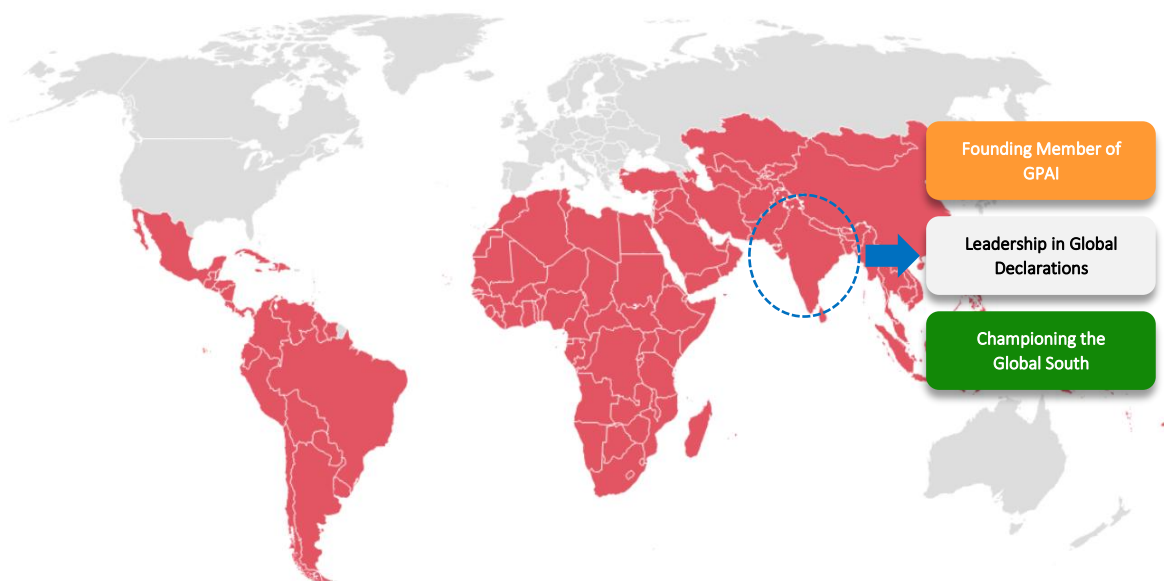 Founding Member of
GPAI
Leadership in Global
Declarations
Championing the
Global South